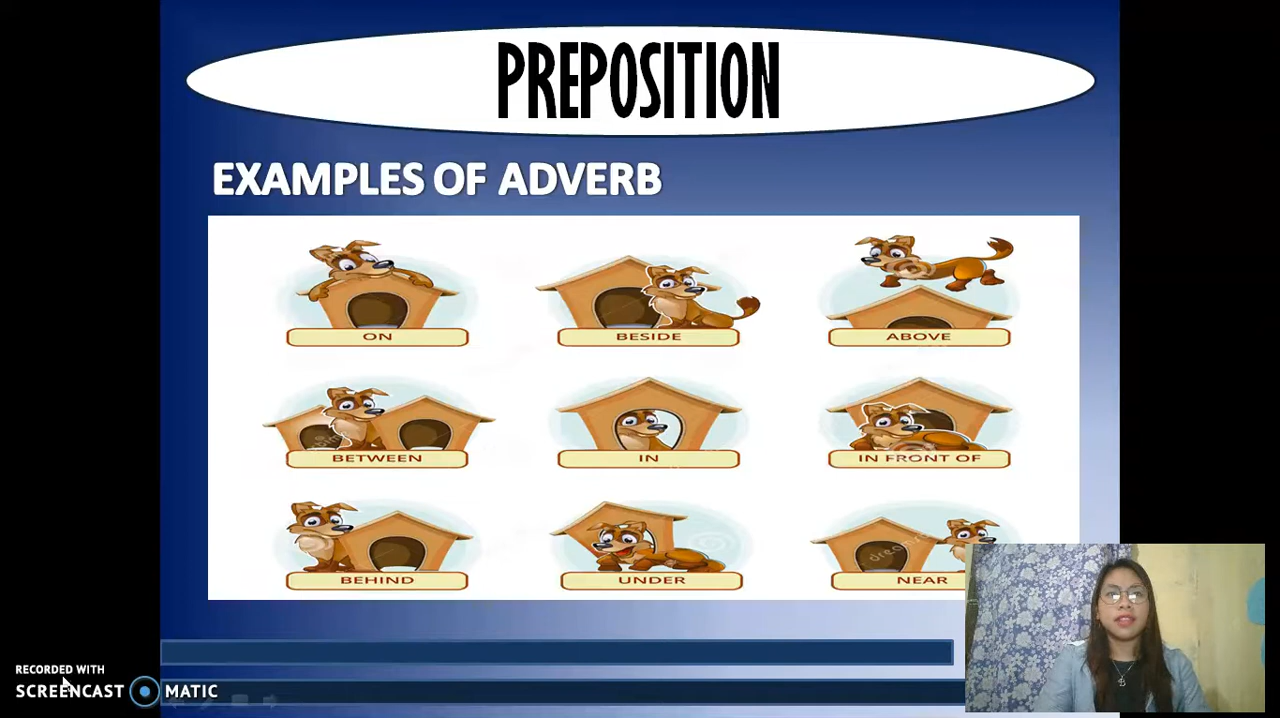 PREPOSITION
EXAMPLES OF ADVERB
ON
BESIDE
ABOVE
BETWEEN
IN
IN FRONT OF
BEHIND
UNDER
NEAR
RECORDED WITH
SCREENCAST MATIC